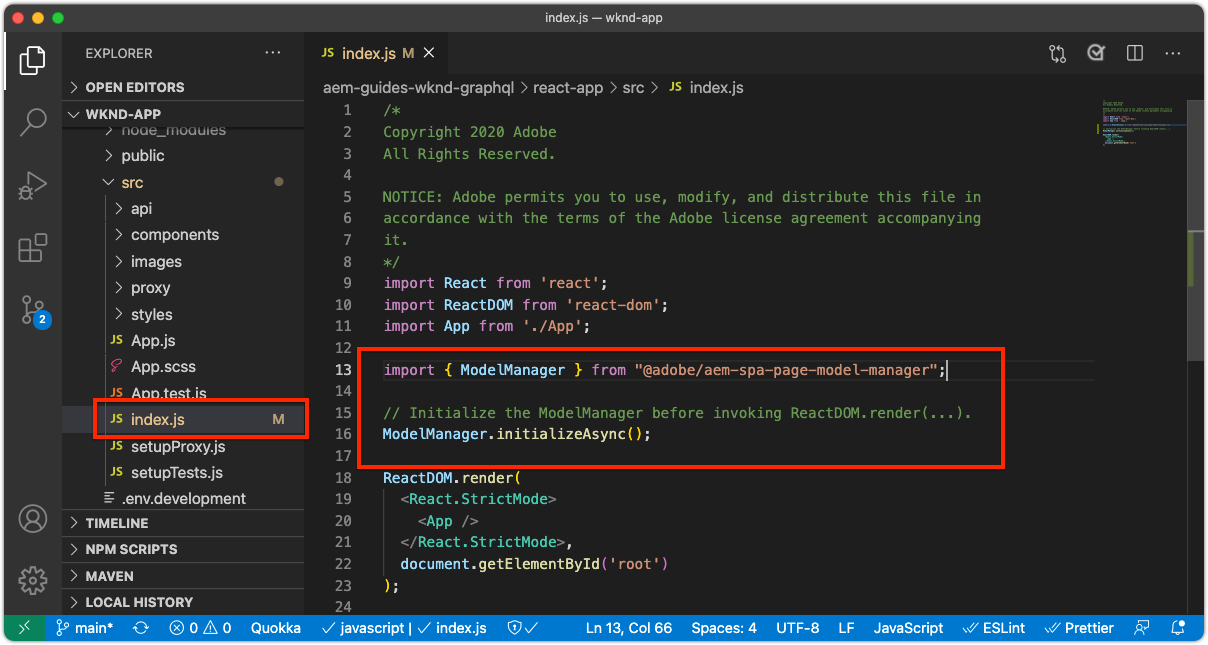 index.js — wknd-app
EXPLORER
OPEN EDITORS
WKND-APP
node_modules
public
src
api
components
images
proxy
styles
JS App.js
App.scss
JS App.test.js
JS index.js M
JS setupProxy.js
JS setupTests.js
.env.development
TIMELINE
NPM SCRIPTS
MAVEN
LOCAL HISTORY
2
JS index.js M
aem-guides-wknd-graphql > react-app > src > JS index.js
1 /*
2 Copyright 2020 Adobe
3 All Rights Reserved.
4
5 NOTICE: Adobe permits you to use, modify, and distribute this file in
6 accordance with the terms of the Adobe license agreement accompanying
7 it.
8 */
9 import React from 'react';
10 import ReactDOM from 'react-dom';
11 import App from './App';
12
13 import { ModelManager } from "@adobe/aem-spa-page-model-manager";
14
15 // Initialize the ModelManager before invoking ReactDOM.render(...).
16 ModelManager.initializeAsync();
17
18 ReactDOM.render(
19 <React.StrictMode>
20 <App />
21 </React.StrictMode>,
22 document.getElementById('root')
23 );
24
main* 0 0 Quokka javascript | index.js Ln 13, Col 66 Spaces: 4 UTF-8 LF JavaScript ESLint Prettier